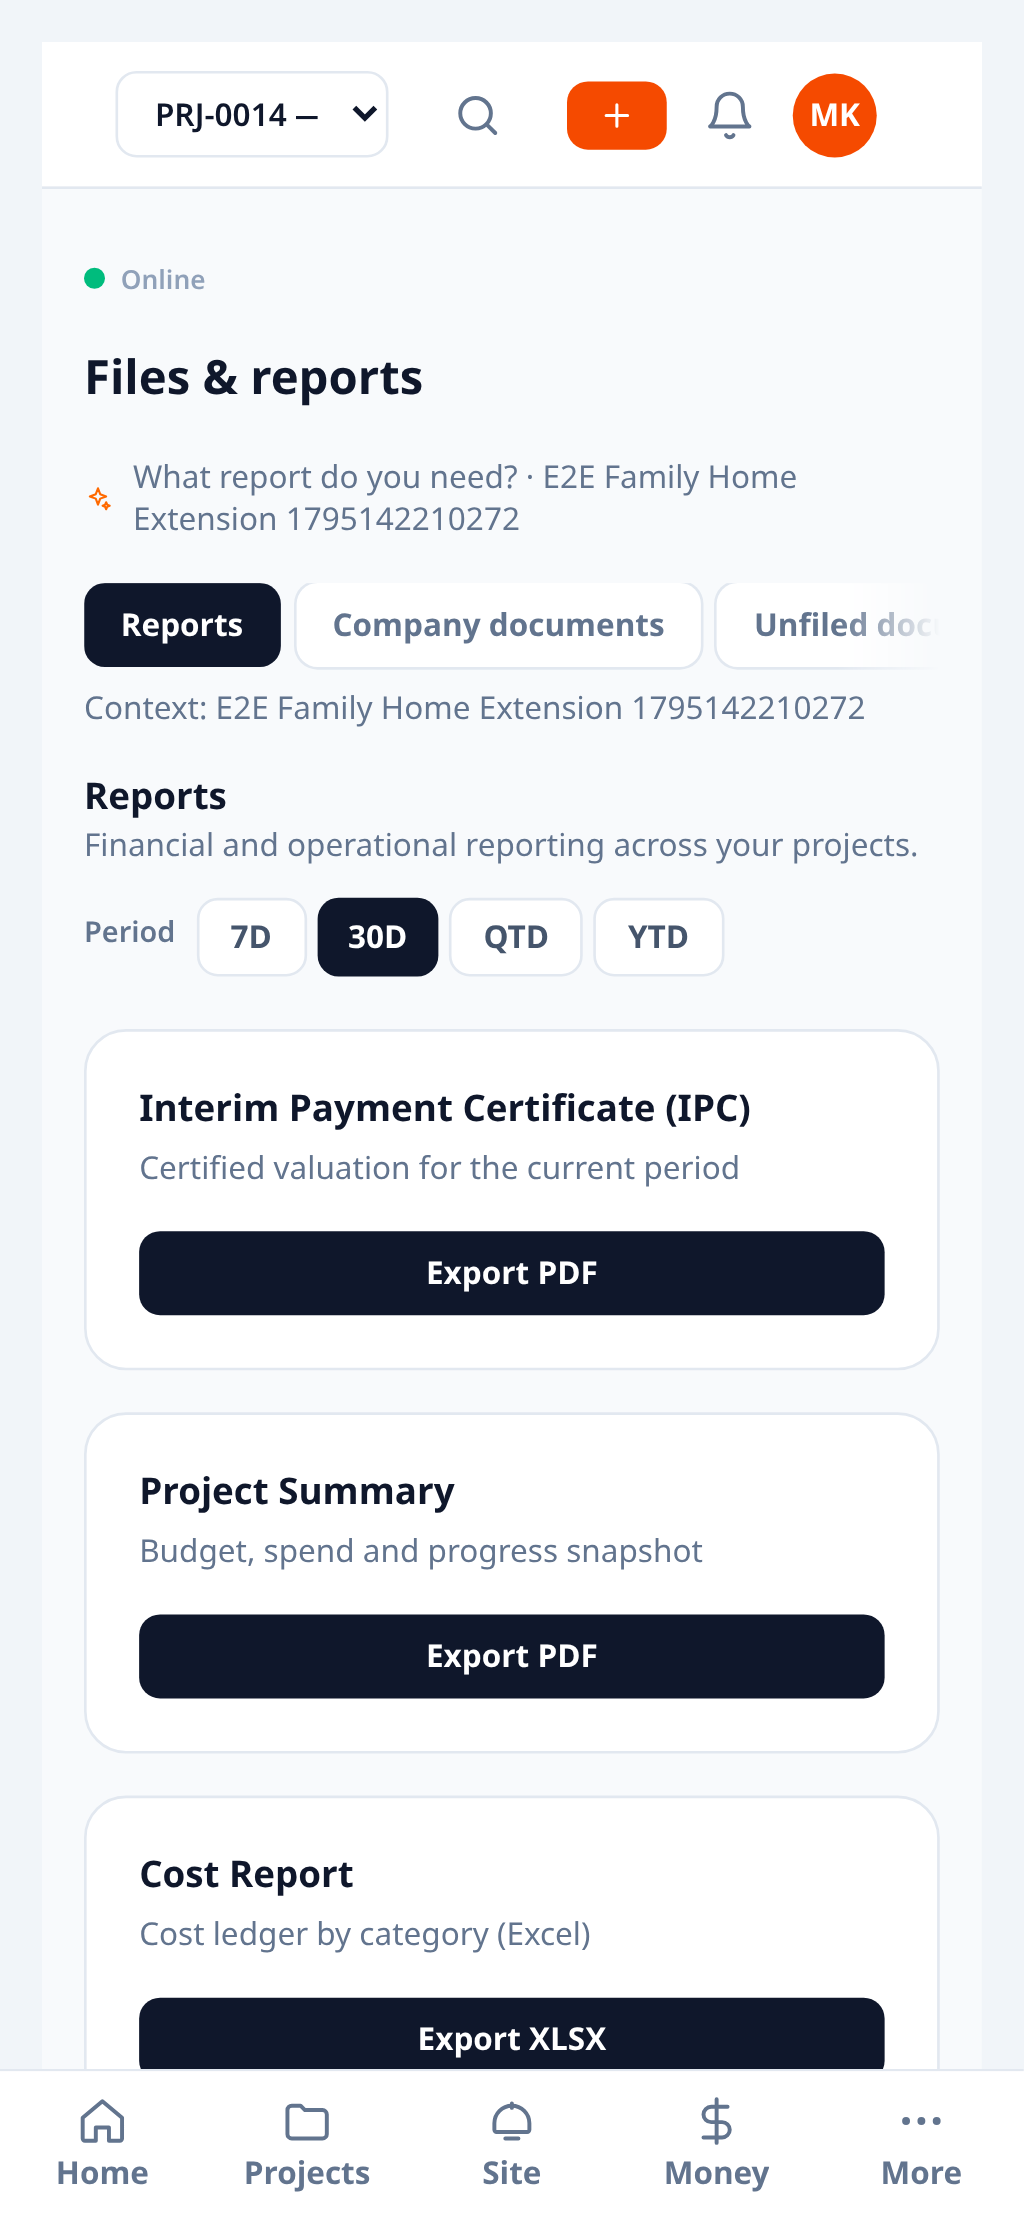 PRJ-0014 —
MK
Online
Files & reports
What report do you need? · E2E Family Home
Extension 1795142210272
Reports
Company documents
Unfiled
Context: E2E Family Home Extension 1795142210272
Reports
Financial and operational reporting across your projects.
Period
7D
30D
QTD
YTD
Interim Payment Certificate (IPC)
Certified valuation for the current period
Export PDF
Project Summary
Budget, spend and progress snapshot
Export PDF
Cost Report
Cost ledger by category (Excel)
Export XLSX
Home
Projects
Site
Money
More